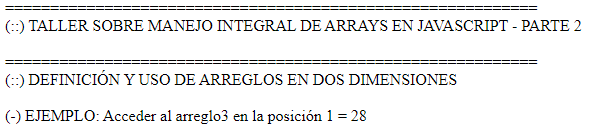 ===========================================================
(::) TALLER SOBRE MANEJO INTEGRAL DE ARRAYS EN JAVASCRIPT - PARTE 2
===========================================================
(::) DEFINICIÓN Y USO DE ARREGLOS EN DOS DIMENSIONES
(-) EJEMPLO: Acceder al arreglo3 en la posición 1 = 28